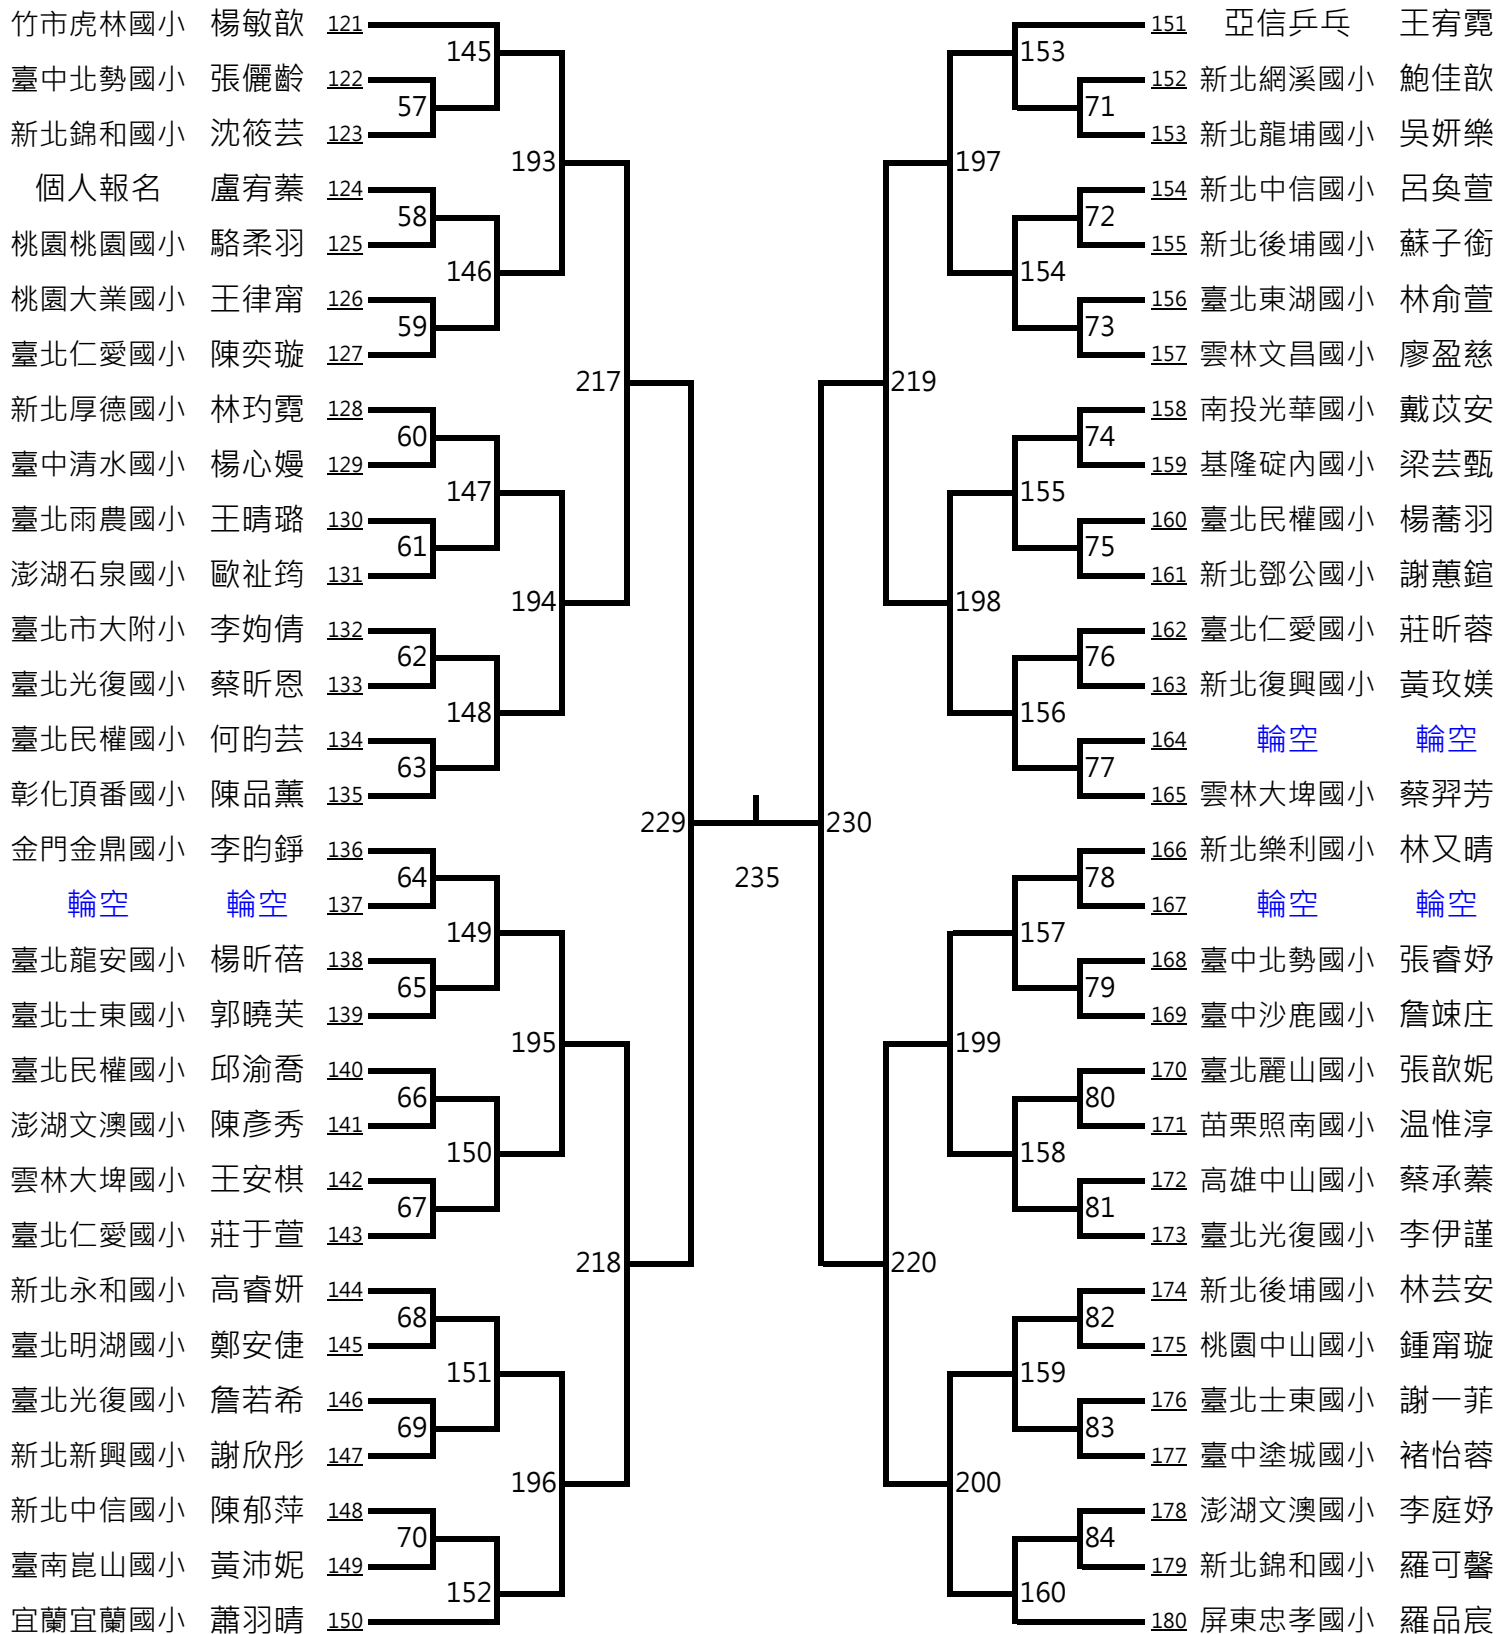 竹市虎林國小 楊敏歆 121
145
臺中北勢國小 張儷齡 122
57
新北錦和國小 沈筱芸 123
193
個人報名 盧宥蓁 124
58
桃園桃園國小 駱柔羽 125
146
桃園大業國小 王律甯 126
59
臺北仁愛國小 陳奕璇 127
217
新北厚德國小 林玓霓 128
60
臺中清水國小 楊心嫚 129
147
臺北雨農國小 王晴璐 130
61
澎湖石泉國小 歐祉筠 131
194
臺北市大附小 李姁倩 132
62
臺北光復國小 蔡昕恩 133
148
臺北民權國小 何昀芸 134
63
彰化頂番國小 陳品薰 135
229
金門金鼎國小 李昀錚 136
64
輪空 輪空 137
149
臺北龍安國小 楊昕蓓 138
65
臺北士東國小 郭曉芙 139
195
臺北民權國小 邱渝喬 140
66
澎湖文澳國小 陳彥秀 141
150
雲林大埤國小 王安棋 142
67
臺北仁愛國小 莊于萱 143
218
新北永和國小 高睿妍 144
68
臺北明湖國小 鄭安倢 145
151
臺北光復國小 詹若希 146
69
新北新興國小 謝欣彤 147
196
新北中信國小 陳郁萍 148
70
臺南崑山國小 黃沛妮 149
152
宜蘭宜蘭國小 蕭羽晴 150
235
151 亞信乒乓 王宥霓
153
152 新北網溪國小 鮑佳歆
71
153 新北龍埔國小 吳妍樂
197
154 新北中信國小 呂奐萱
72
155 新北後埔國小 蘇子銜
154
156 臺北東湖國小 林俞萱
73
157 雲林文昌國小 廖盈慈
219
158 南投光華國小 戴苡安
74
159 基隆碇內國小 梁芸甄
155
160 臺北民權國小 楊蕎羽
75
161 新北鄧公國小 謝蕙鍹
198
162 臺北仁愛國小 莊昕蓉
76
163 新北復興國小 黃玫媄
156
164 輪空 輪空
77
165 雲林大埤國小 蔡羿芳
230
166 新北樂利國小 林又晴
78
167 輪空 輪空
157
168 臺中北勢國小 張睿妤
79
169 臺中沙鹿國小 詹竦庄
199
170 臺北麗山國小 張歆妮
80
171 苗栗照南國小 温惟淳
158
172 高雄中山國小 蔡承蓁
81
173 臺北光復國小 李伊謹
220
174 新北後埔國小 林芸安
82
175 桃園中山國小 鍾甯璇
159
176 臺北士東國小 謝一菲
83
177 臺中塗城國小 褚怡蓉
200
178 澎湖文澳國小 李庭妤
84
179 新北錦和國小 羅可馨
160
180 屏東忠孝國小 羅品宸